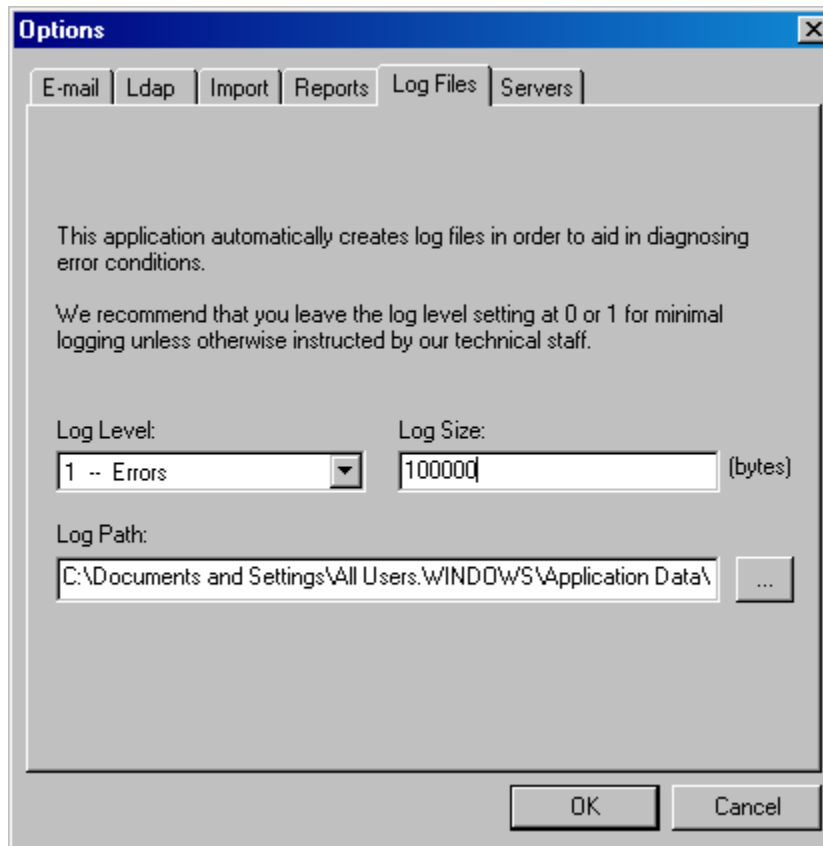 Options
E-mail Ldap Import Reports Log Files Servers
This application automatically creates log files in order to aid in diagnosing
error conditions.
We recommend that you leave the log level setting at 0 or 1 for minimal
logging unless otherwise instructed by our technical staff.
Log Level: Log Size:
1 -- Errors 100000 (bytes)
Log Path:
C:\Documents and Settings\All Users.WINDOWS\Application Data\ ...
OK Cancel